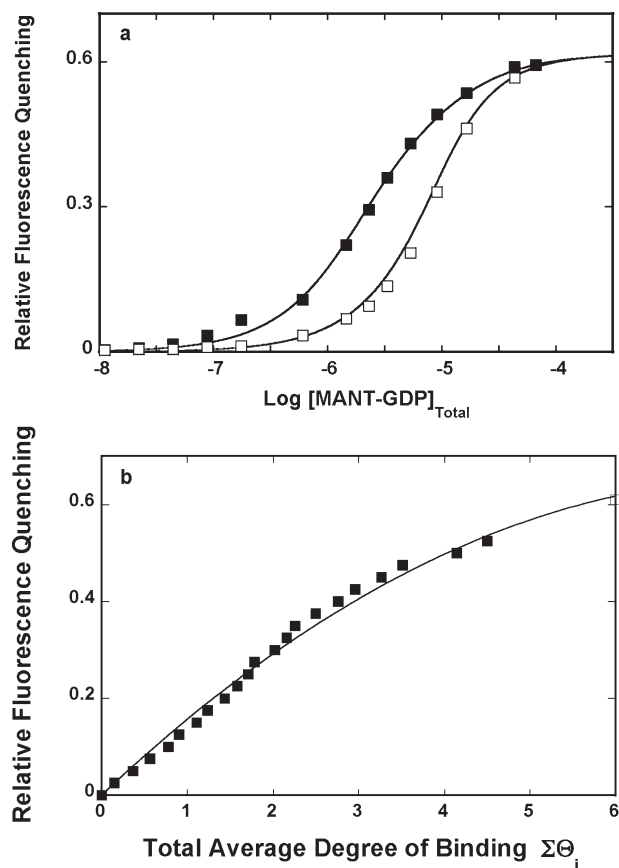 a
Relative Fluorescence Quenching
0.6
0.3
0
-8 -7 -6 -5 -4
Log [MANT-GDP]Total
b
Relative Fluorescence Quenching
0.6
0.4
0.2
0
0 1 2 3 4 5 6
Total Average Degree of Binding ΣΘi